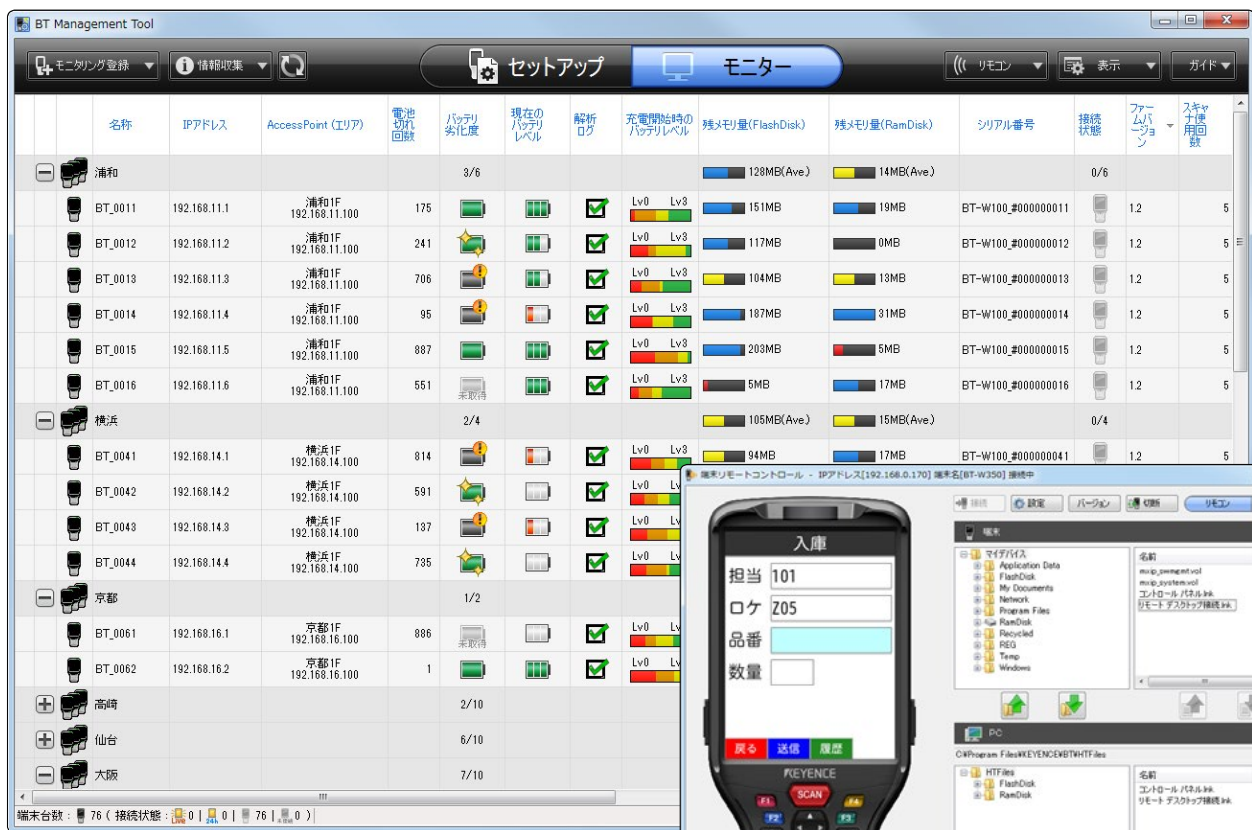 BT Management Tool
モニタリング登録 情報収集 セットアップ モニター リモコン 表示 ガイド
名称 IPアドレス AccessPoint (エリア) 電池切れ回数 バッテリ劣化度 現在のバッテリレベル 解析ログ 充電開始時のバッテリレベル 残メモリ量(FlashDisk) 残メモリ量(RamDisk) シリアル番号 接続状態 ファームバージョン スキャナ使用回数
浦和 3/6 128MB(Ave.) 14MB(Ave.) 0/6
BT_0011 192.168.11.1 浦和1F 192.168.11.100 175 Lv0 Lv3 151MB 19MB BT-W100_#000000011 1.2 5
BT_0012 192.168.11.2 浦和1F 192.168.11.100 241 Lv0 Lv3 117MB 0MB BT-W100_#000000012 1.2 5
BT_0013 192.168.11.3 浦和1F 192.168.11.100 706 Lv0 Lv3 104MB 13MB BT-W100_#000000013 1.2 5
BT_0014 192.168.11.4 浦和1F 192.168.11.100 95 Lv0 Lv3 187MB 31MB BT-W100_#000000014 1.2 5
BT_0015 192.168.11.5 浦和1F 192.168.11.100 887 Lv0 Lv3 203MB 5MB BT-W100_#000000015 1.2 5
BT_0016 192.168.11.6 浦和1F 192.168.11.100 551 未取得 Lv0 Lv3 5MB 17MB BT-W100_#000000016 1.2 5
横浜 2/4 105MB(Ave.) 15MB(Ave.) 0/4
BT_0041 192.168.14.1 横浜1F 192.168.14.100 814 Lv0 Lv3 94MB 17MB BT-W100_#000000041 1.2 5
BT_0042 192.168.14.2 横浜1F 192.168.14.100 591 Lv0 Lv
BT_0043 192.168.14.3 横浜1F 192.168.14.100 137 Lv0 Lv
BT_0044 192.168.14.4 横浜1F 192.168.14.100 735 Lv0 Lv
京都 1/2
BT_0061 192.168.16.1 京都1F 192.168.16.100 886 未取得 Lv0 Lv
BT_0062 192.168.16.2 京都1F 192.168.16.100 1 Lv0 Lv
高崎 2/10
仙台 6/10
大阪 7/10
端末台数: 76 ( 接続状態: 0 | 0 | 76 | 0 )
端末リモートコントロール - IPアドレス[192.168.0.170] 端末名[BT-W350] 接続中
接続 設定 バージョン 切断 リモコン
入庫
担当 101
ロケ Z05
品番
数量
戻る 送信 履歴
KEYENCE
SCAN
F1 F4
F2 F3
端末
マイデバイス
Application Data
FlashDisk
My Documents
Network
Program Files
RamDisk
Recycled
REG
Temp
Windows
名前
mxip_swmgmt.vol
mxip_system.vol
コントロール パネル.lnk
リモート デスクトップ接続.lnk
PC
C:¥Program Files¥KEYENCE¥BT¥HTFiles
HTFiles
FlashDisk
RamDisk
名前
コントロール パネル.lnk
リモート デスクトップ接続.lnk